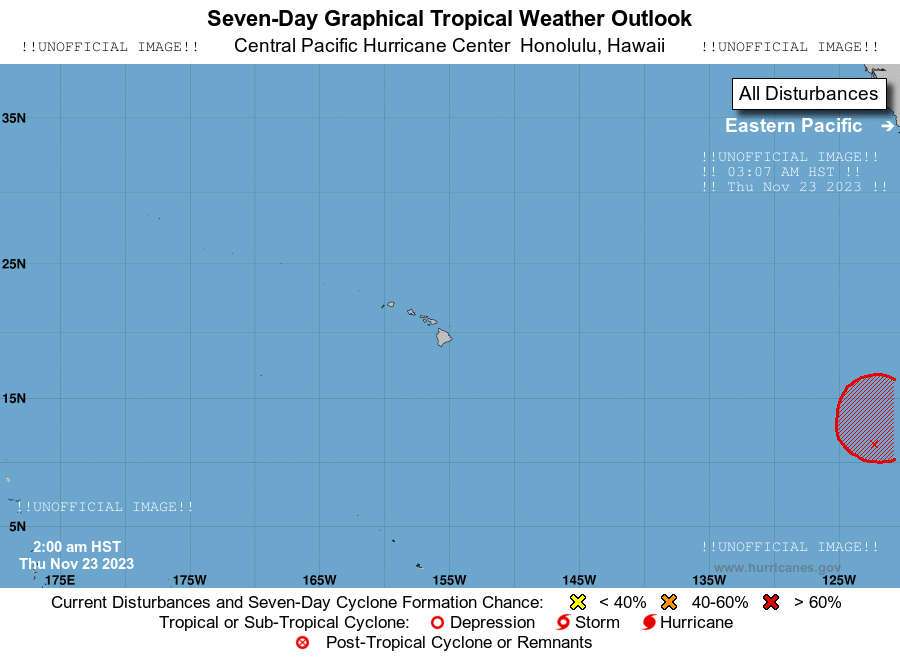 Seven-Day Graphical Tropical Weather Outlook
!!UNOFFICIAL IMAGE!! Central Pacific Hurricane Center Honolulu, Hawaii !!UNOFFICIAL IMAGE!!
All Disturbances
35N
Eastern Pacific ➔
!!UNOFFICIAL IMAGE!!
!! 03:07 AM HST !!
!! Thu Nov 23 2023 !!
25N
15N
!!UNOFFICIAL IMAGE!!
5N
2:00 am HST
Thu Nov 23 2023
!!UNOFFICIAL IMAGE!!
www.hurricanes.gov
175E 175W 165W 155W 145W 135W 125W
Current Disturbances and Seven-Day Cyclone Formation Chance: < 40% 40-60% > 60%
Tropical or Sub-Tropical Cyclone: Depression Storm Hurricane
Post-Tropical Cyclone or Remnants